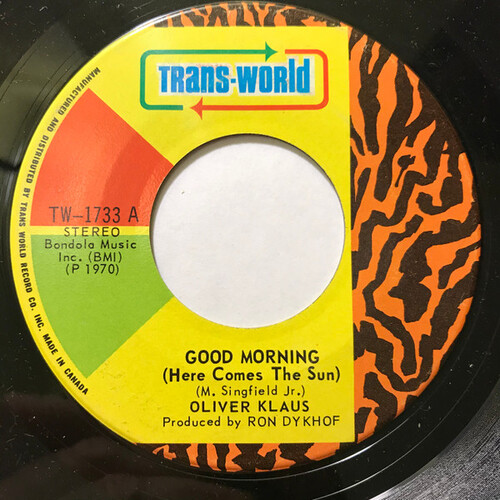 TRANS-WORLD
MANUFACTURED AND DISTRIBUTED BY TRANS WORLD RECORD CO. INC. MADE IN CANADA
TW-1733 A
STEREO
Bondola Music
Inc. (BMI)
(P 1970)
GOOD MORNING
(Here Comes The Sun)
(M. Singfield Jr.)
OLIVER KLAUS
Produced by RON DYKHOF